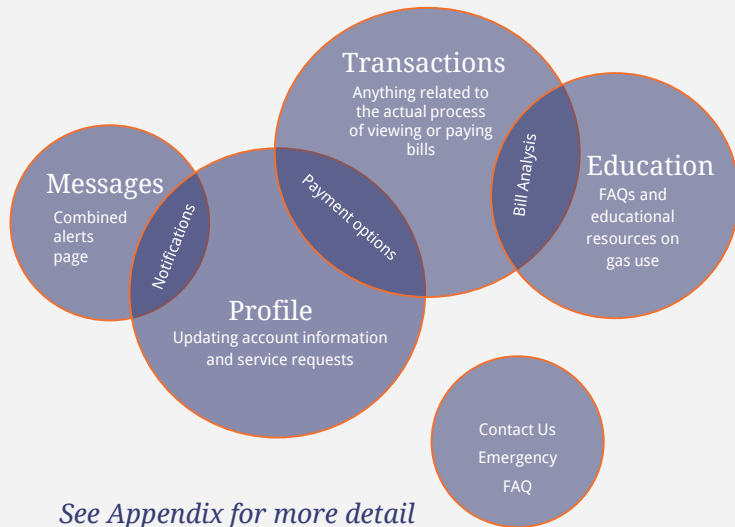 Transactions
Anything related to
the actual process
of viewing or paying
bills
Education
FAQs and
educational
resources on
gas use
Bill Analysis
Messages
Combined
alerts
page
Notifications
Payment options
Profile
Updating account information
and service requests
Contact Us
Emergency
FAQ
See Appendix for more detail